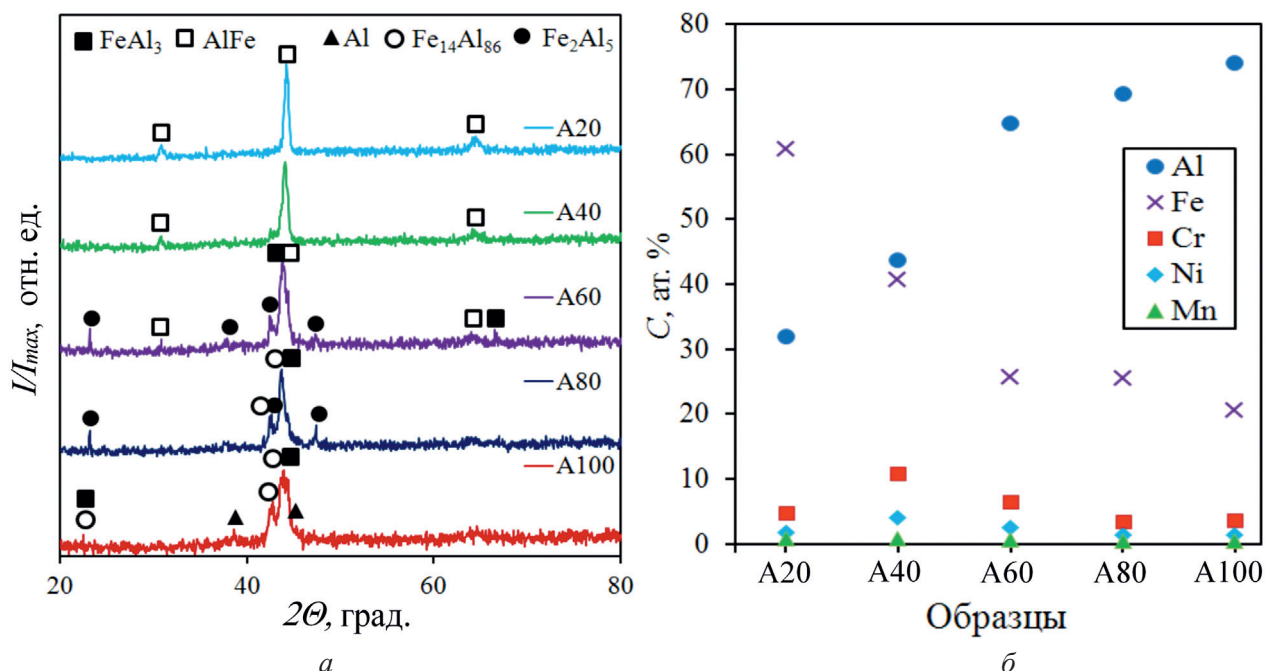 FeAl₃ AlFe Al Fe₁₄Al₈₆ Fe₂Al₅
A20
A40
A60
A80
A100
I/Imax, отн. ед.
20 40 60 80
2Θ, град.
а
80
70
60
50
40
30
20
10
0
C, ат. %
Al
Fe
Cr
Ni
Mn
A20 A40 A60 A80 A100
Образцы
б